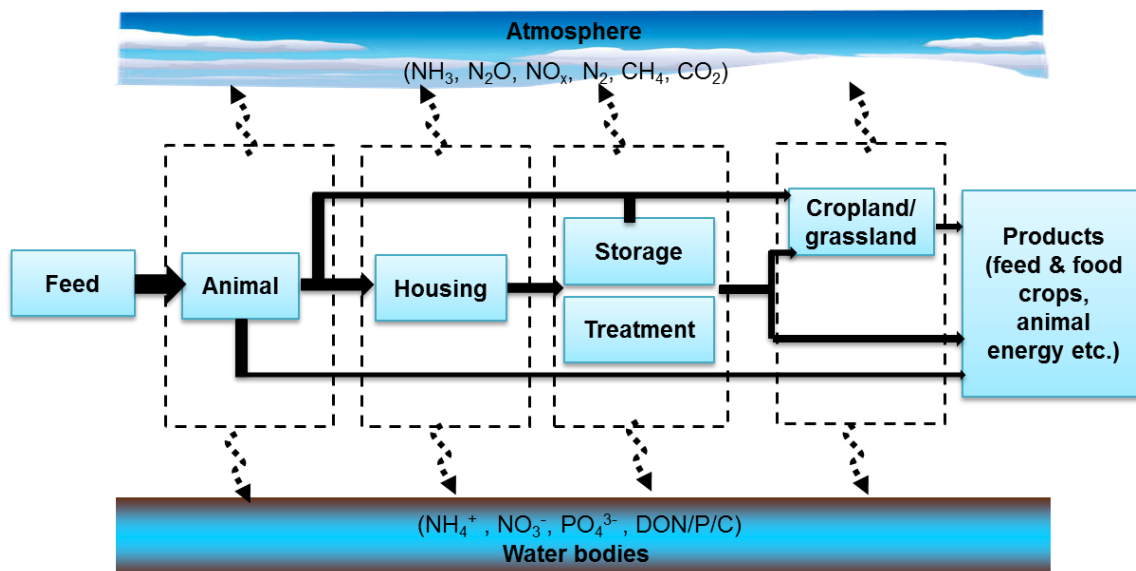 Atmosphere
(NH₃, N₂O, NOₓ, N₂, CH₄, CO₂)
Feed
Animal
Housing
Storage
Treatment
Cropland/
grassland
Products
(feed & food
crops,
animal
energy etc.)
(NH₄⁺ , NO₃⁻, PO₄³⁻ , DON/P/C)
Water bodies